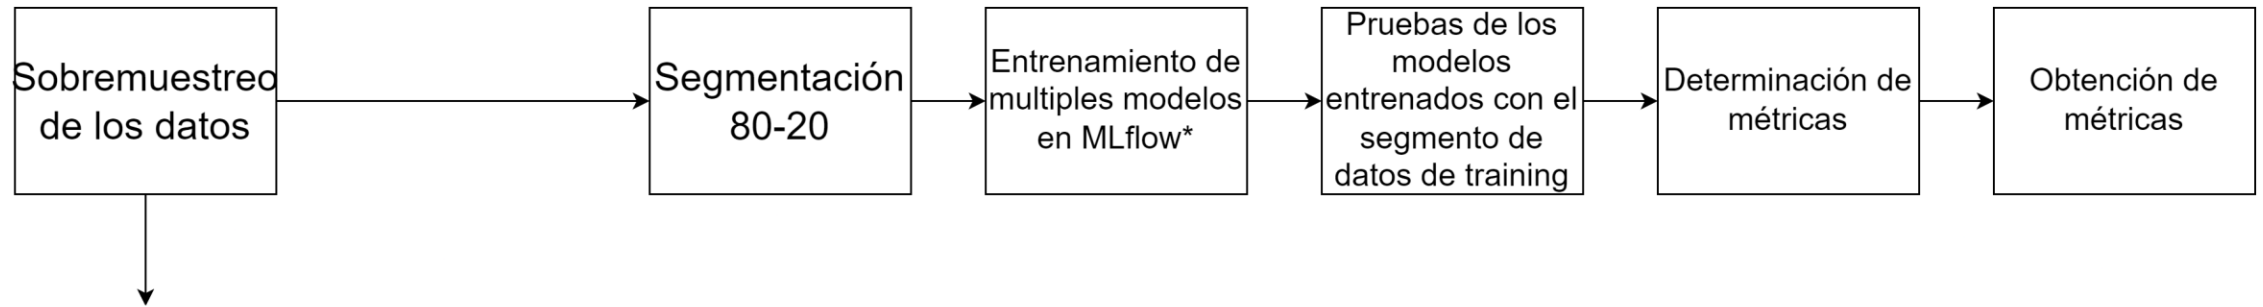 Sobremuestreo
de los datos
Segmentación
80-20
Entrenamiento de
multiples modelos
en MLflow*
Pruebas de los
modelos
entrenados con el
segmento de
datos de training
Determinación de
métricas
Obtención de
métricas